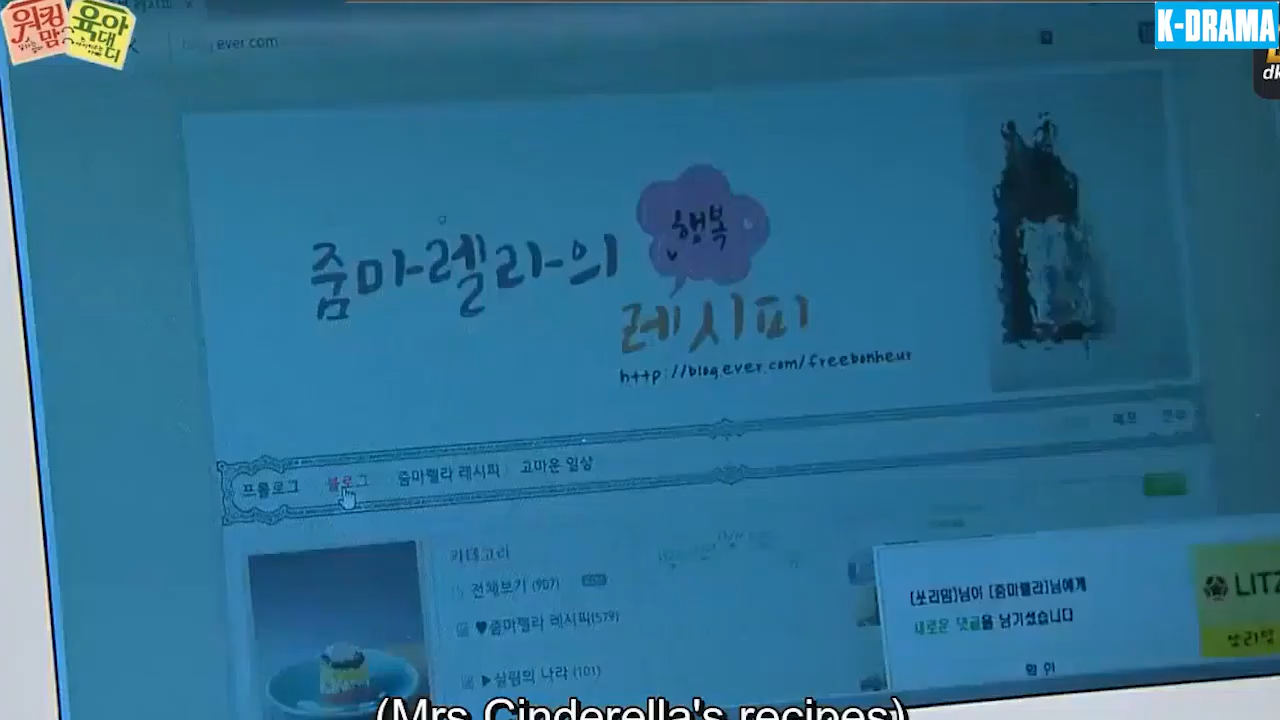 워킹맘
육아대디
K-DRAMA
ever.com
줌마렐라의
행복
레시피
http://blog.ever.com/freebonheur
프롤로그 블로그 줌마렐라 레시피 고마운 일상
카테고리
전체보기 (907)
♥줌마렐라 레시피(579)
▶살림의 나라 (101)
[쏘리맘]님이 [줌마렐라]님에게
새로운 댓글을 남기셨습니다
확인
(Mrs Cinderella's recipes)